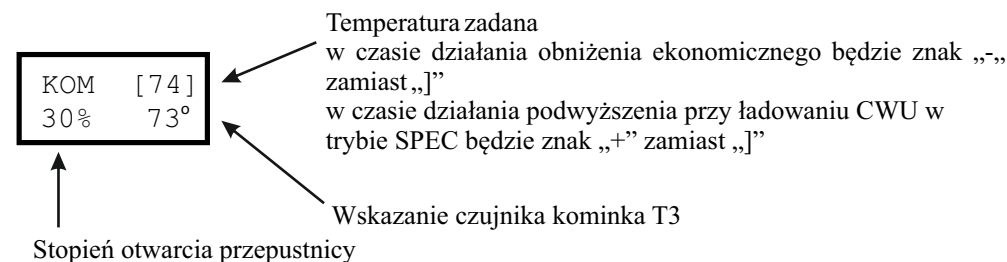 Temperatura zadana
w czasie działania obniżenia ekonomicznego będzie znak „-„
zamiast „]”
w czasie działania podwyższenia przy ładowaniu CWU w
trybie SPEC będzie znak „+” zamiast „]”
KOM [74]
30% 73°
Wskazanie czujnika kominka T3
Stopień otwarcia przepustnicy